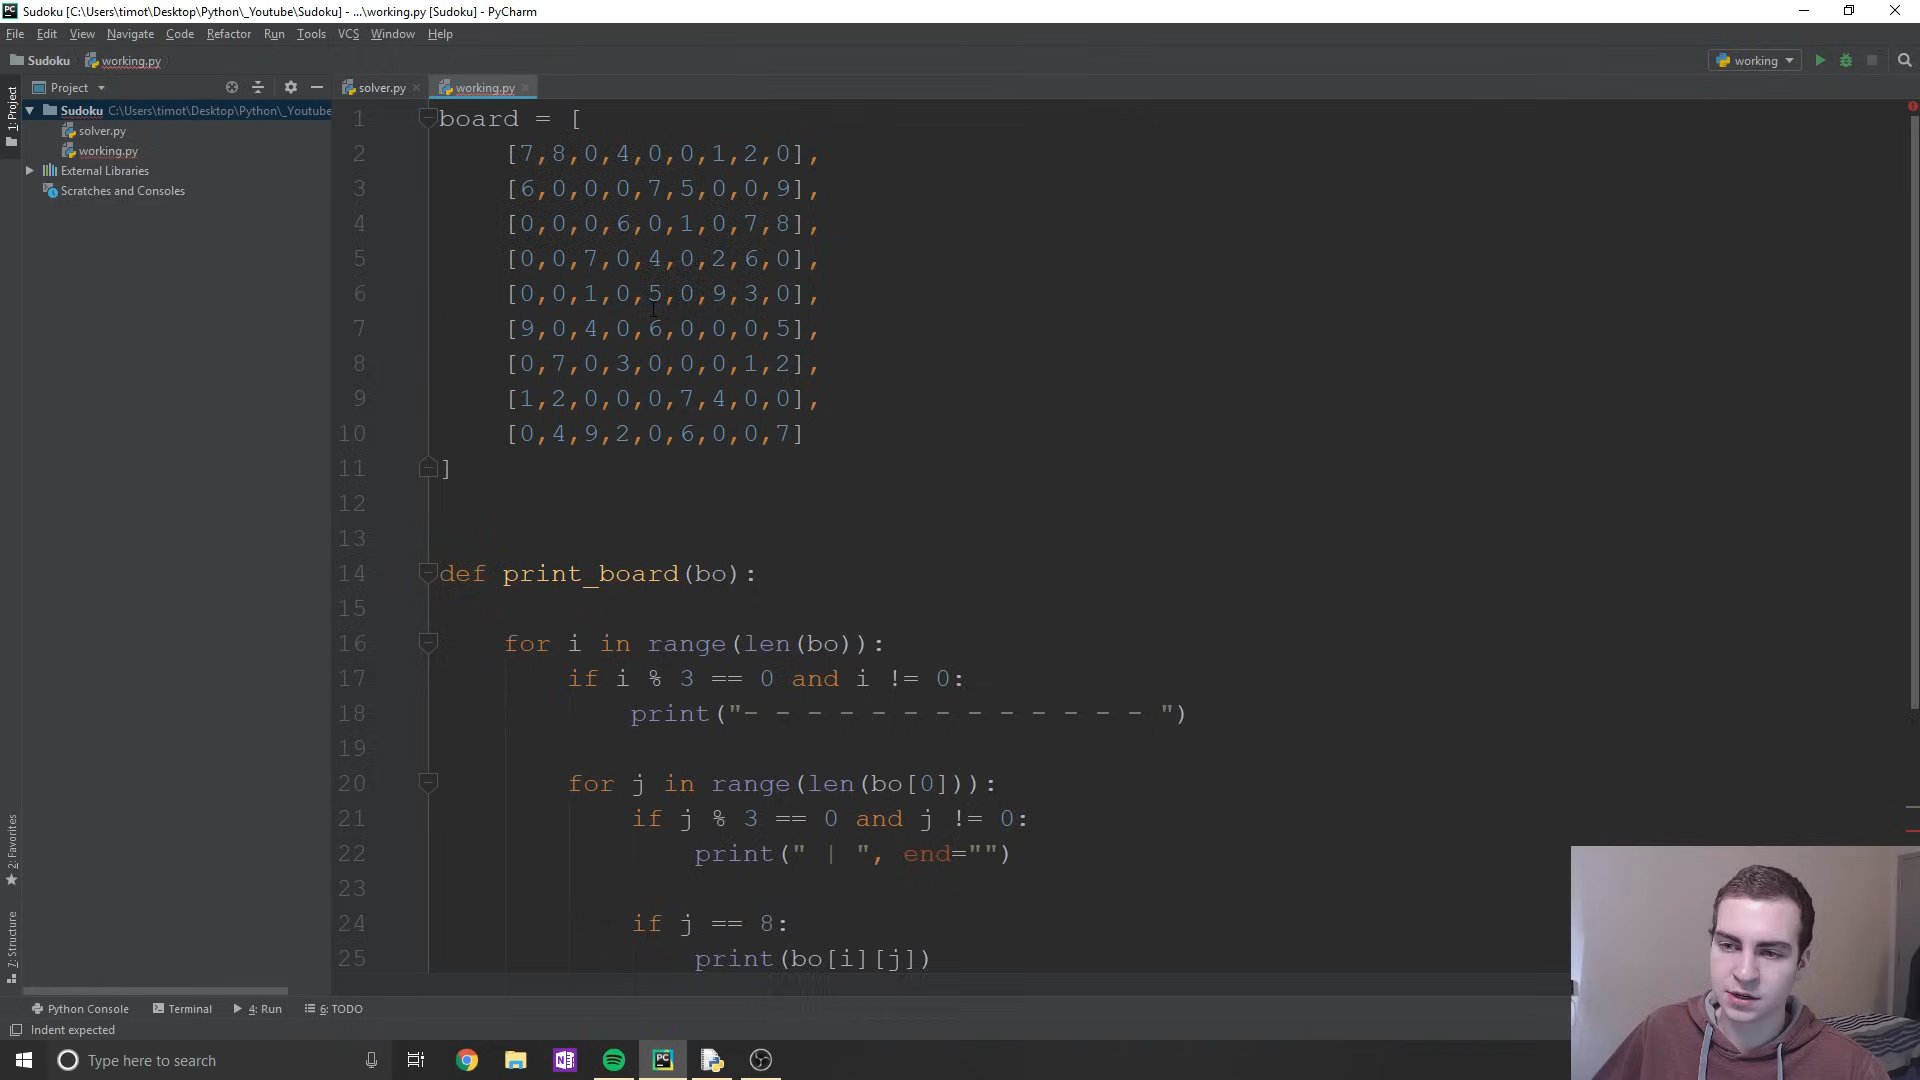 Sudoku [C:\Users\timot\Desktop\Python\_Youtube\Sudoku] - ...\working.py [Sudoku] - PyCharm
File Edit View Navigate Code Refactor Run Tools VCS Window Help
Sudoku working.py working
Project solver.py working.py
1: Project
Sudoku C:\Users\timot\Desktop\Python\_Youtube
solver.py
working.py
External Libraries
Scratches and Consoles
1 board = [
2 [7,8,0,4,0,0,1,2,0],
3 [6,0,0,0,7,5,0,0,9],
4 [0,0,0,6,0,1,0,7,8],
5 [0,0,7,0,4,0,2,6,0],
6 [0,0,1,0,5,0,9,3,0],
7 [9,0,4,0,6,0,0,0,5],
8 [0,7,0,3,0,0,0,1,2],
9 [1,2,0,0,0,7,4,0,0],
10 [0,4,9,2,0,6,0,0,7]
11 ]
12
13
14 def print_board(bo):
15
16 for i in range(len(bo)):
17 if i % 3 == 0 and i != 0:
18 print("- - - - - - - - - - - - - ")
19
20 for j in range(len(bo[0])):
21 if j % 3 == 0 and j != 0:
22 print(" | ", end="")
23
24 if j == 8:
25 print(bo[i][j])
2: Favorites
7: Structure
Python Console Terminal 4: Run 6: TODO
Indent expected
Type here to search